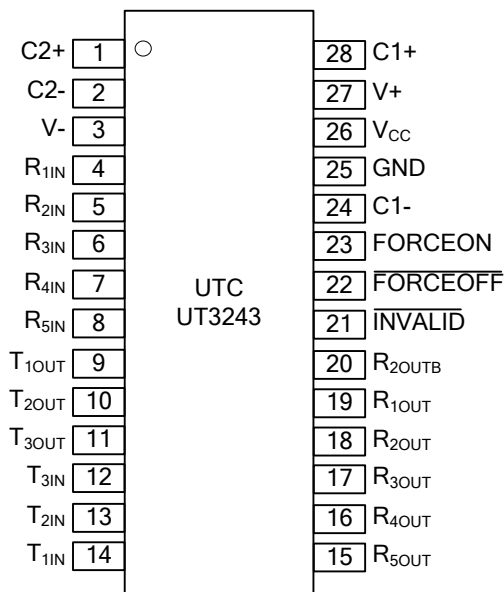 C2+ 1 28 C1+
C2- 2 27 V+
V- 3 26 VCC
R1IN 4 25 GND
R2IN 5 24 C1-
R3IN 6 23 FORCEON
R4IN 7 22 FORCEOFF
UTC
UT3243
R5IN 8 21 INVALID
T1OUT 9 20 R2OUTB
T2OUT 10 19 R1OUT
T3OUT 11 18 R2OUT
T3IN 12 17 R3OUT
T2IN 13 16 R4OUT
T1IN 14 15 R5OUT